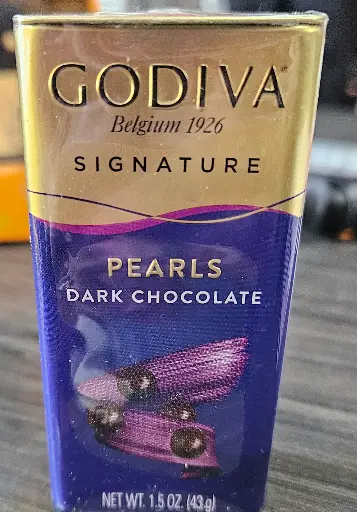 GODIVA
Belgium 1926
SIGNATURE
PEARLS
DARK CHOCOLATE
NET WT. 1.5 OZ. (43g)